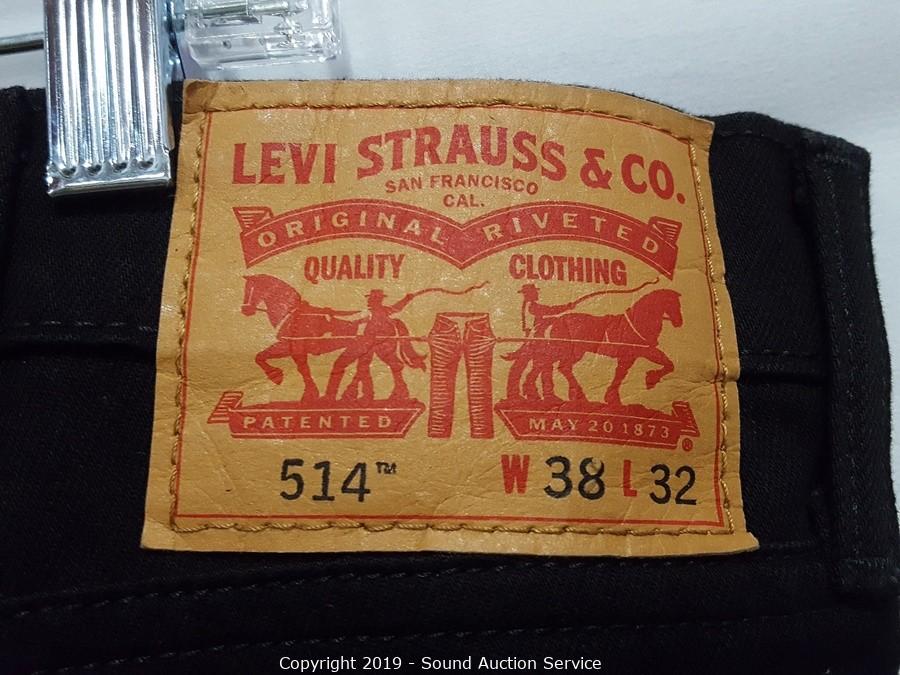 LEVI STRAUSS & CO.
SAN FRANCISCO
CAL.
ORIGINAL RIVETED
QUALITY CLOTHING
PATENTED MAY 20 1873 ®
514™ W 38 L 32
Copyright 2019 - Sound Auction Service